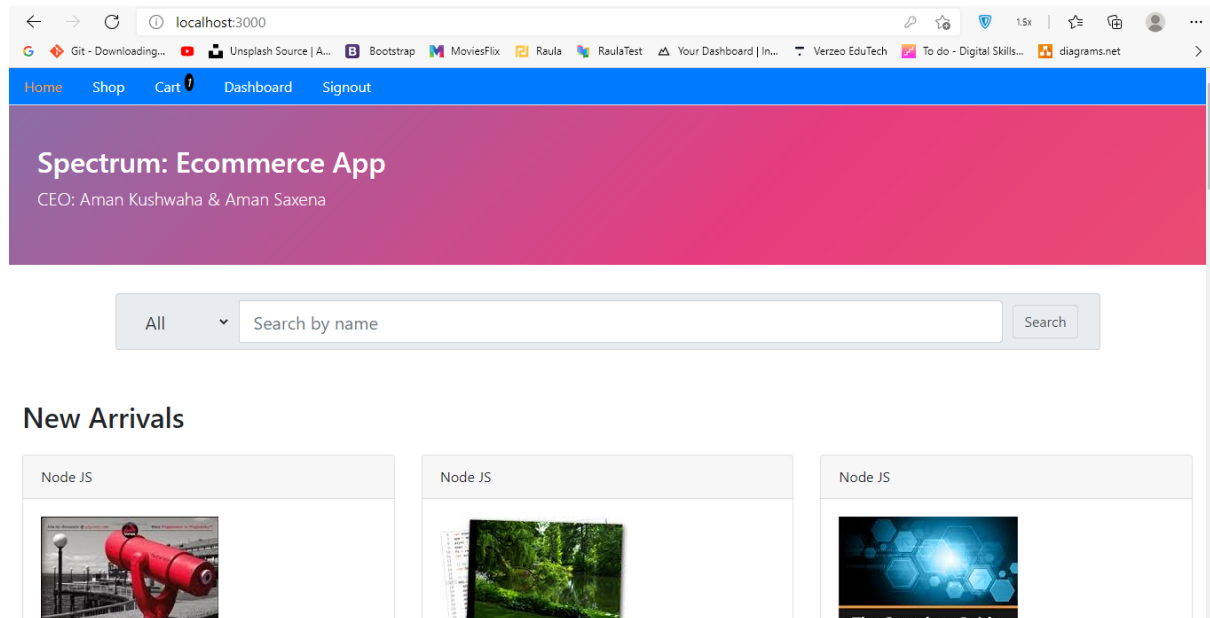 localhost:3000
1.5x
G Git - Downloading... Unsplash Source | A... B Bootstrap MoviesFlix Raula RaulaTest Your Dashboard | In... Verzeo EduTech To do - Digital Skills... diagrams.net
Home Shop Cart 1 Dashboard Signout
Spectrum: Ecommerce App
CEO: Aman Kushwaha & Aman Saxena
All Search by name Search
New Arrivals
Node JS Node JS Node JS